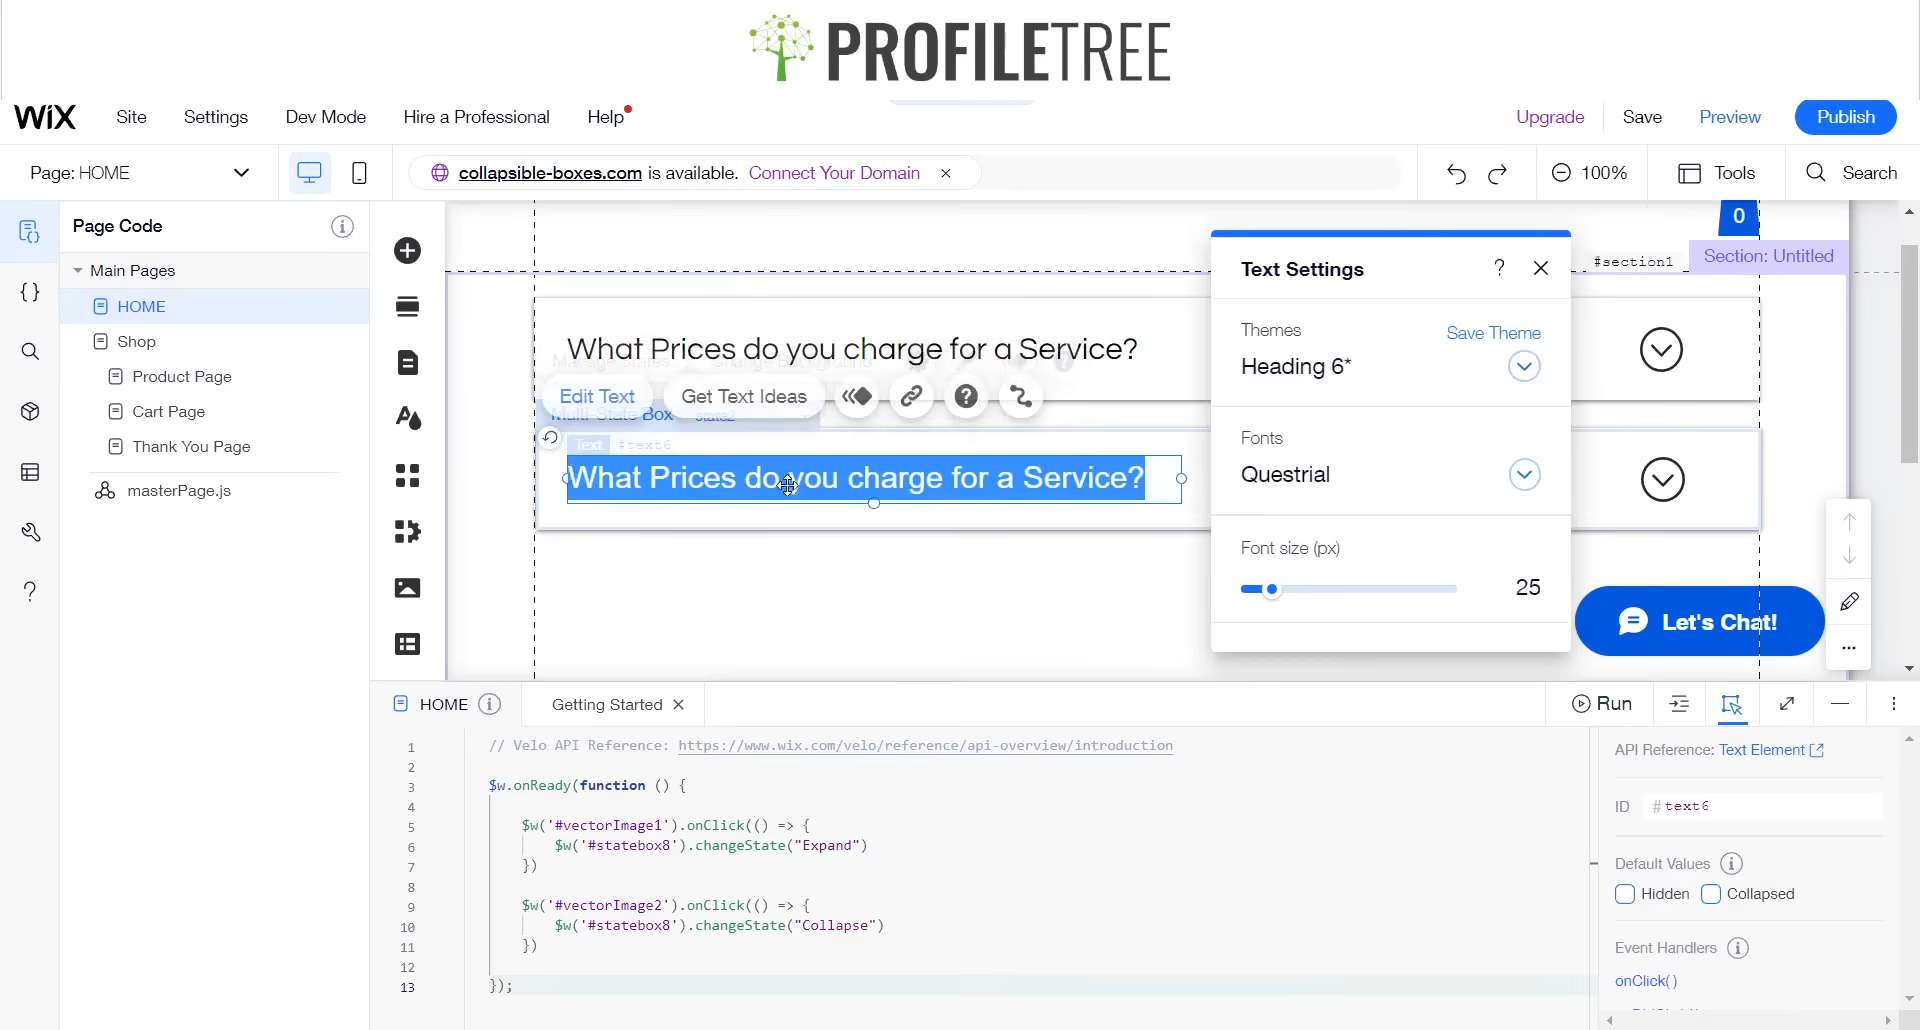 PROFILETREE
WIX
Site
Settings
Dev Mode
Hire a Professional
Help
Upgrade
Save
Preview
Publish
Page: HOME
collapsible-boxes.com is available. Connect Your Domain
100%
Tools
Search
Page Code
Main Pages
HOME
Shop
Product Page
Cart Page
Thank You Page
masterPage.js
0
#section1
Section: Untitled
What Prices do you charge for a Service?
Edit Text
Get Text Ideas
Multi-State Box
state2
Text
#text6
What Prices do you charge for a Service?
Text Settings
?
Themes
Save Theme
Heading 6*
Fonts
Questrial
Font size (px)
25
Let's Chat!
HOME
Getting Started
Run
1
2
3
4
5
6
7
8
9
10
11
12
13
// Velo API Reference: https://www.wix.com/velo/reference/api-overview/introduction
$w.onReady(function () {
$w('#vectorImage1').onClick(() => {
$w('#statebox8').changeState("Expand")
})
$w('#vectorImage2').onClick(() => {
$w('#statebox8').changeState("Collapse")
})
});
API Reference: Text Element
ID
# text6
Default Values
Hidden
Collapsed
Event Handlers
onClick()